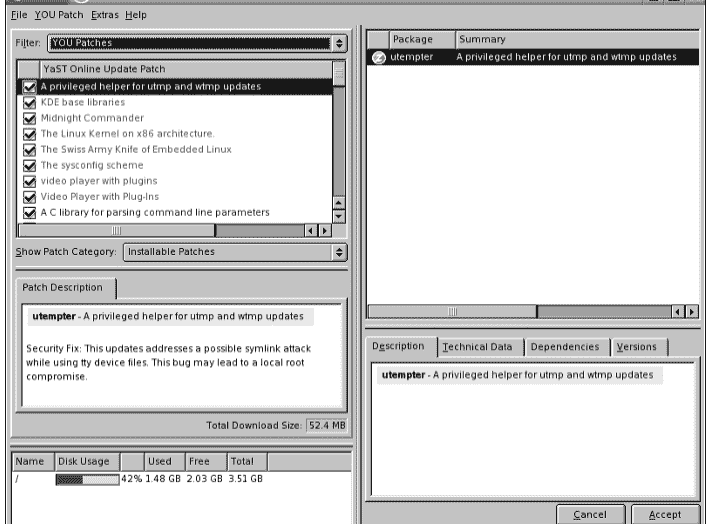 File YOU Patch Extras Help
Filter: YOU Patches
YaST Online Update Patch
A privileged helper for utmp and wtmp updates
KDE base libraries
Midnight Commander
The Linux Kernel on x86 architecture.
The Swiss Army Knife of Embedded Linux
The sysconfig scheme
video player with plugins
Video Player with Plug-Ins
A C library for parsing command line parameters
Show Patch Category: Installable Patches
Patch Description
utempter - A privileged helper for utmp and wtmp updates
Security Fix: This updates addresses a possible symlink attack
while using tty device files. This bug may lead to a local root
compromise.
Total Download Size: 52.4 MB
Name Disk Usage Used Free Total
/ 42% 1.48 GB 2.03 GB 3.51 GB
Package Summary
utempter A privileged helper for utmp and wtmp updates
Description Technical Data Dependencies Versions
utempter - A privileged helper for utmp and wtmp updates
Cancel Accept